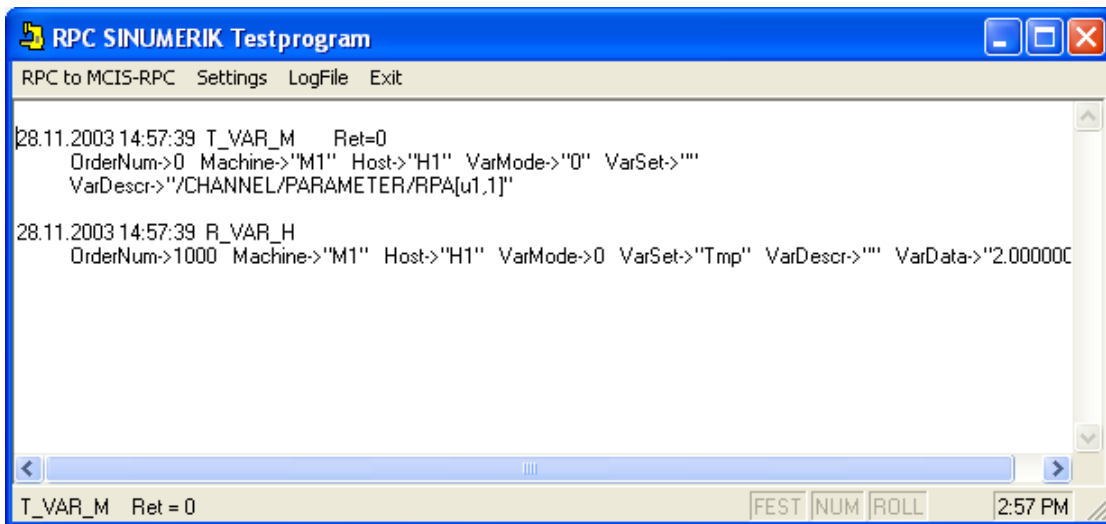 RPC SINUMERIK Testprogram
RPC to MCIS-RPC Settings LogFile Exit
28.11.2003 14:57:39 T_VAR_M Ret=0
OrderNum->0 Machine->"M1" Host->"H1" VarMode->"0" VarSet->""
VarDescr->"/CHANNEL/PARAMETER/RPA[u1,1]"
28.11.2003 14:57:39 R_VAR_H
OrderNum->1000 Machine->"M1" Host->"H1" VarMode->0 VarSet->"Tmp" VarDescr->"" VarData->"2.000000
T_VAR_M Ret = 0 FEST NUM ROLL 2:57 PM